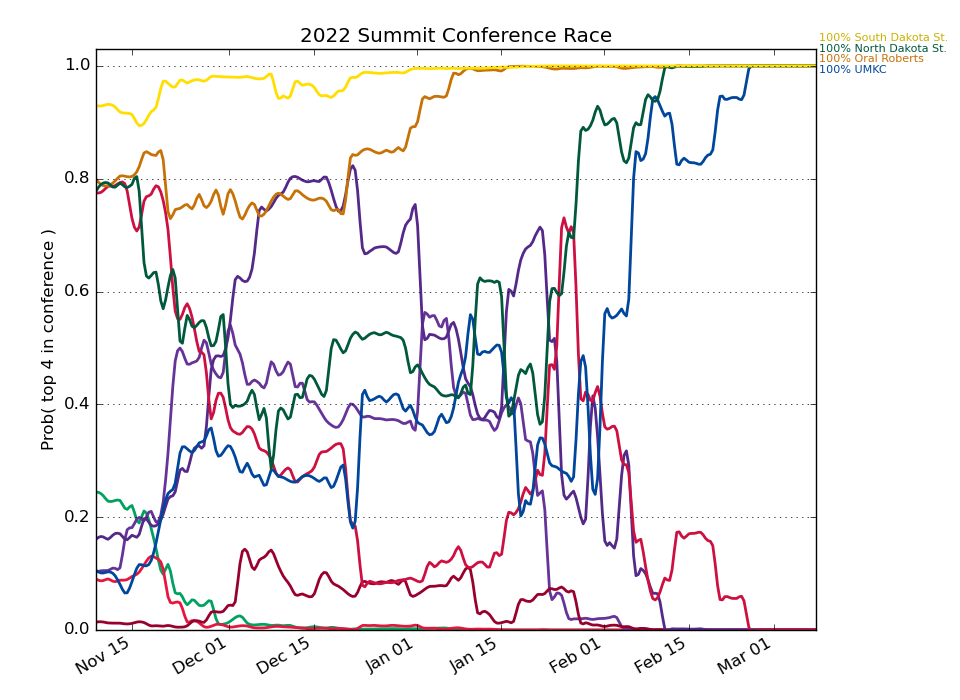 2022 Summit Conference Race
100% South Dakota St.
100% North Dakota St.
100% Oral Roberts
100% UMKC
Prob( top 4 in conference )
1.0
0.8
0.6
0.4
0.2
0.0
Nov 15
Dec 01
Dec 15
Jan 01
Jan 15
Feb 01
Feb 15
Mar 01